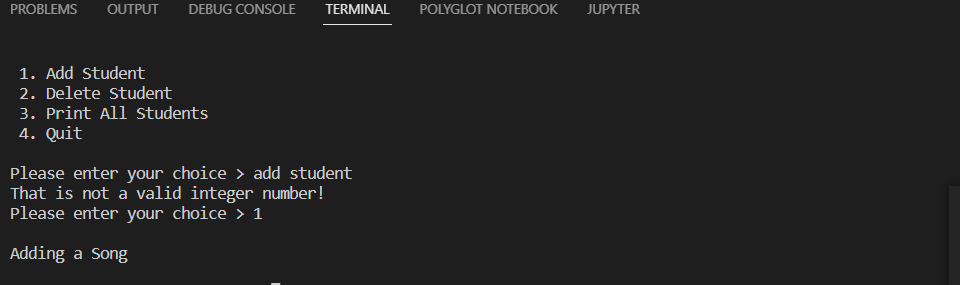 PROBLEMS OUTPUT DEBUG CONSOLE TERMINAL POLYGLOT NOTEBOOK JUPYTER
1. Add Student
2. Delete Student
3. Print All Students
4. Quit
Please enter your choice > add student
That is not a valid integer number!
Please enter your choice > 1
Adding a Song